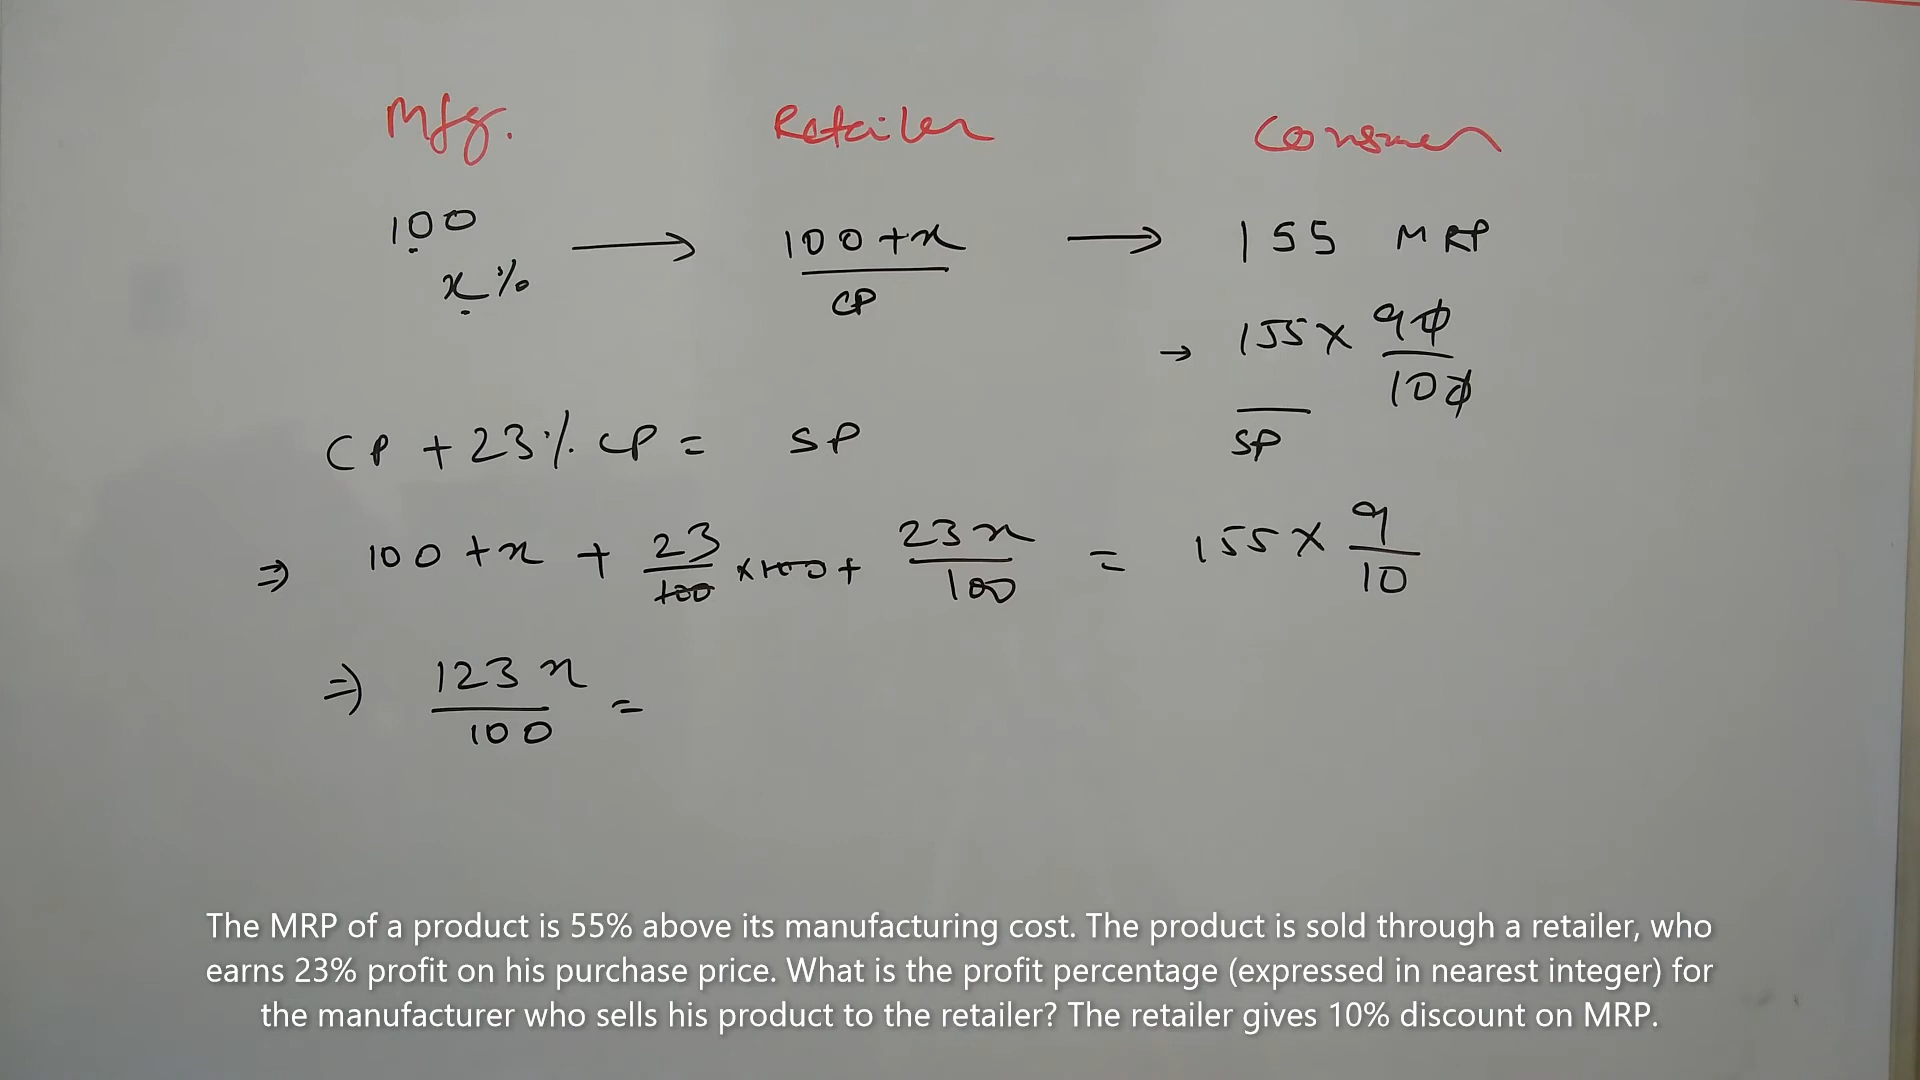 Mfg. Retailer Consumer
100 → 100+x → 155 MRP
x% CP
→ 155 × 90/100
SP
CP + 23% CP = SP
⇒ 100 + x + 23/100 × 100 + 23x/100 = 155 × 9/10
⇒ 123x/100 =
The MRP of a product is 55% above its manufacturing cost. The product is sold through a retailer, who
earns 23% profit on his purchase price. What is the profit percentage (expressed in nearest integer) for
the manufacturer who sells his product to the retailer? The retailer gives 10% discount on MRP.